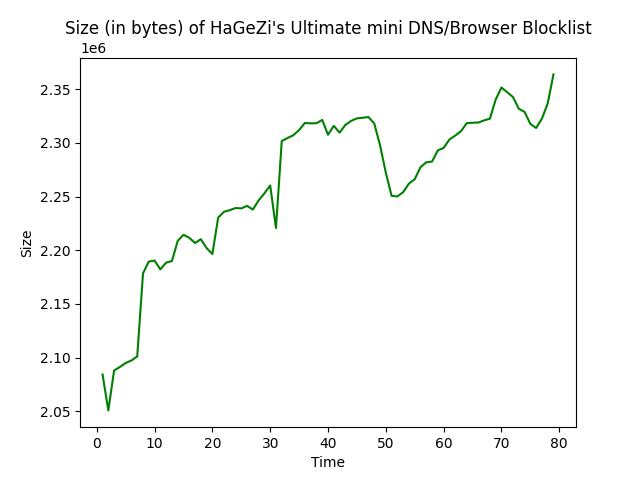 Size (in bytes) of HaGeZi's Ultimate mini DNS/Browser Blocklist
1e6
2.35
2.30
2.25
2.20
2.15
2.10
2.05
Size
0 10 20 30 40 50 60 70 80
Time